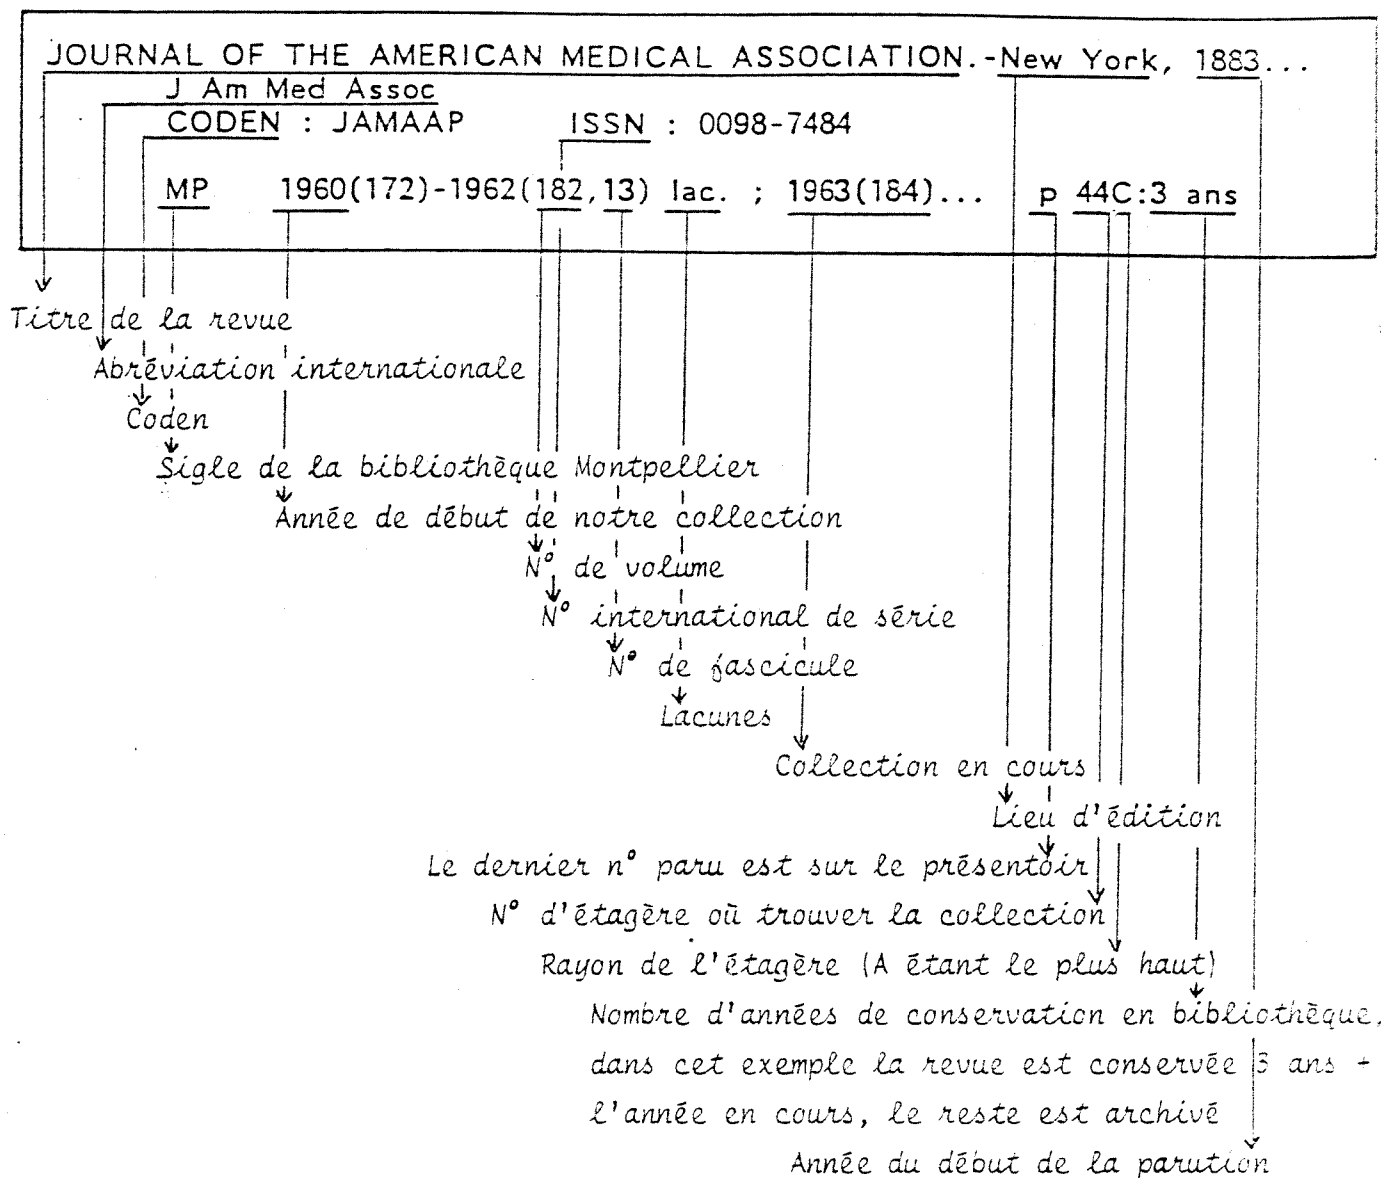 JOURNAL OF THE AMERICAN MEDICAL ASSOCIATION.-New York, 1883...
J Am Med Assoc
CODEN : JAMAAP ISSN : 0098-7484
MP 1960(172)-1962(182,13) lac. ; 1963(184)... p 44C:3 ans
Titre de la revue
Abréviation internationale
Coden
Sigle de la bibliothèque Montpellier
Année de début de notre collection
N° de volume
N° international de série
N° de fascicule
Lacunes
Collection en cours
Lieu d'édition
Le dernier n° paru est sur le présentoir
N° d'étagère où trouver la collection
Rayon de l'étagère (A étant le plus haut)
Nombre d'années de conservation en bibliothèque,
dans cet exemple la revue est conservée 3 ans +
l'année en cours, le reste est archivé
Année du début de la parution